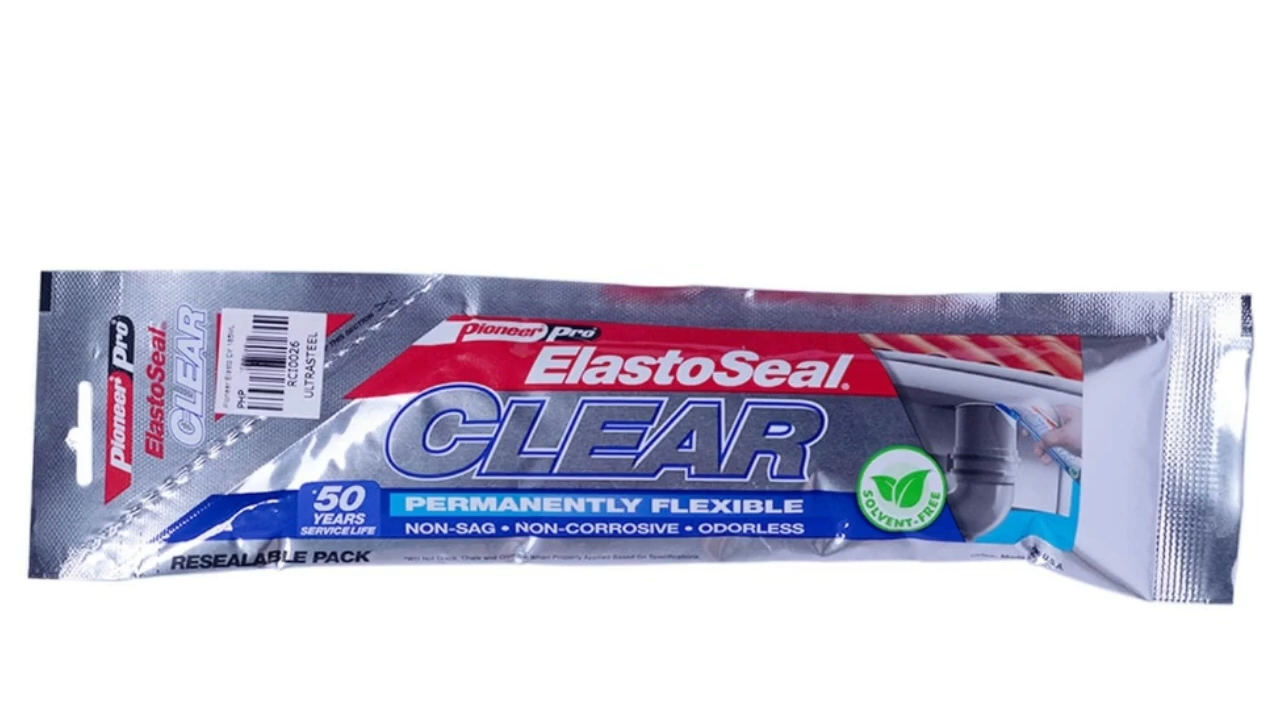 Pioneer Pro
ElastoSeal
CLEAR
PHP
RCI0026
ULTRASTEEL
Pioneer Pro
ElastoSeal
CLEAR
50
YEARS
SERVICE LIFE
PERMANENTLY FLEXIBLE
NON-SAG • NON-CORROSIVE • ODORLESS
SOLVENT-FREE
RESEALABLE PACK